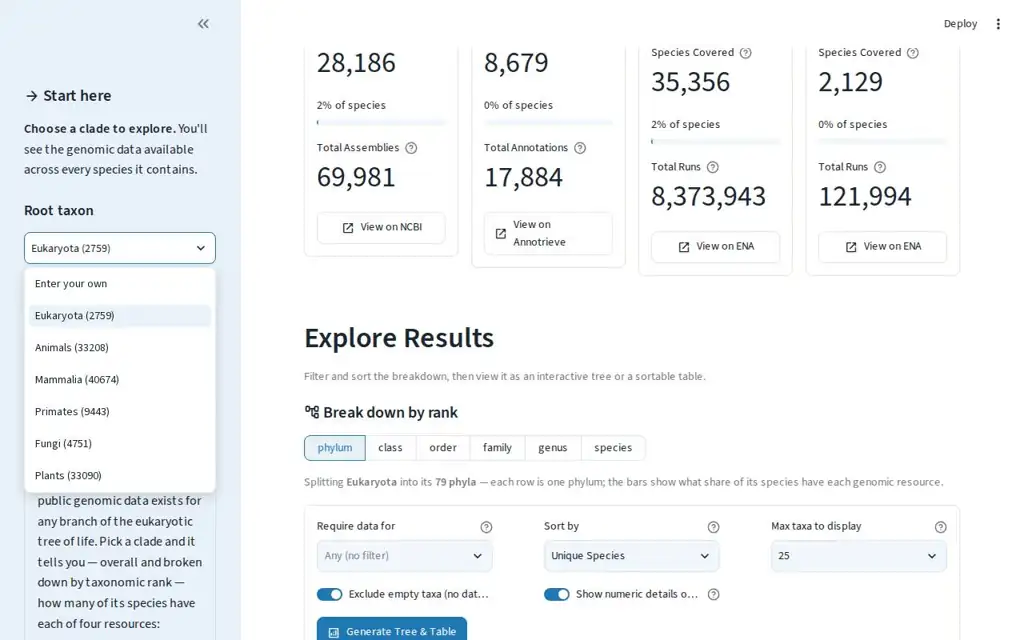 Deploy
→ Start here
Choose a clade to explore. You'll
see the genomic data available
across every species it contains.
Root taxon
Eukaryota (2759)
Enter your own
Eukaryota (2759)
Animals (33208)
Mammalia (40674)
Primates (9443)
Fungi (4751)
Plants (33090)
public genomic data exists for
any branch of the eukaryotic
tree of life. Pick a clade and it
tells you — overall and broken
down by taxonomic rank —
how many of its species have
each of four resources:
28,186
2% of species
Total Assemblies
69,981
View on NCBI
8,679
0% of species
Total Annotations
17,884
View on
Annotrieve
Species Covered
35,356
2% of species
Total Runs
8,373,943
View on ENA
Species Covered
2,129
0% of species
Total Runs
121,994
View on ENA
Explore Results
Filter and sort the breakdown, then view it as an interactive tree or a sortable table.
Break down by rank
phylum class order family genus species
Splitting Eukaryota into its 79 phyla — each row is one phylum; the bars show what share of its species have each genomic resource.
Require data for
Any (no filter)
Sort by
Unique Species
Max taxa to display
25
Exclude empty taxa (no dat...
Show numeric details o...
Generate Tree & Table